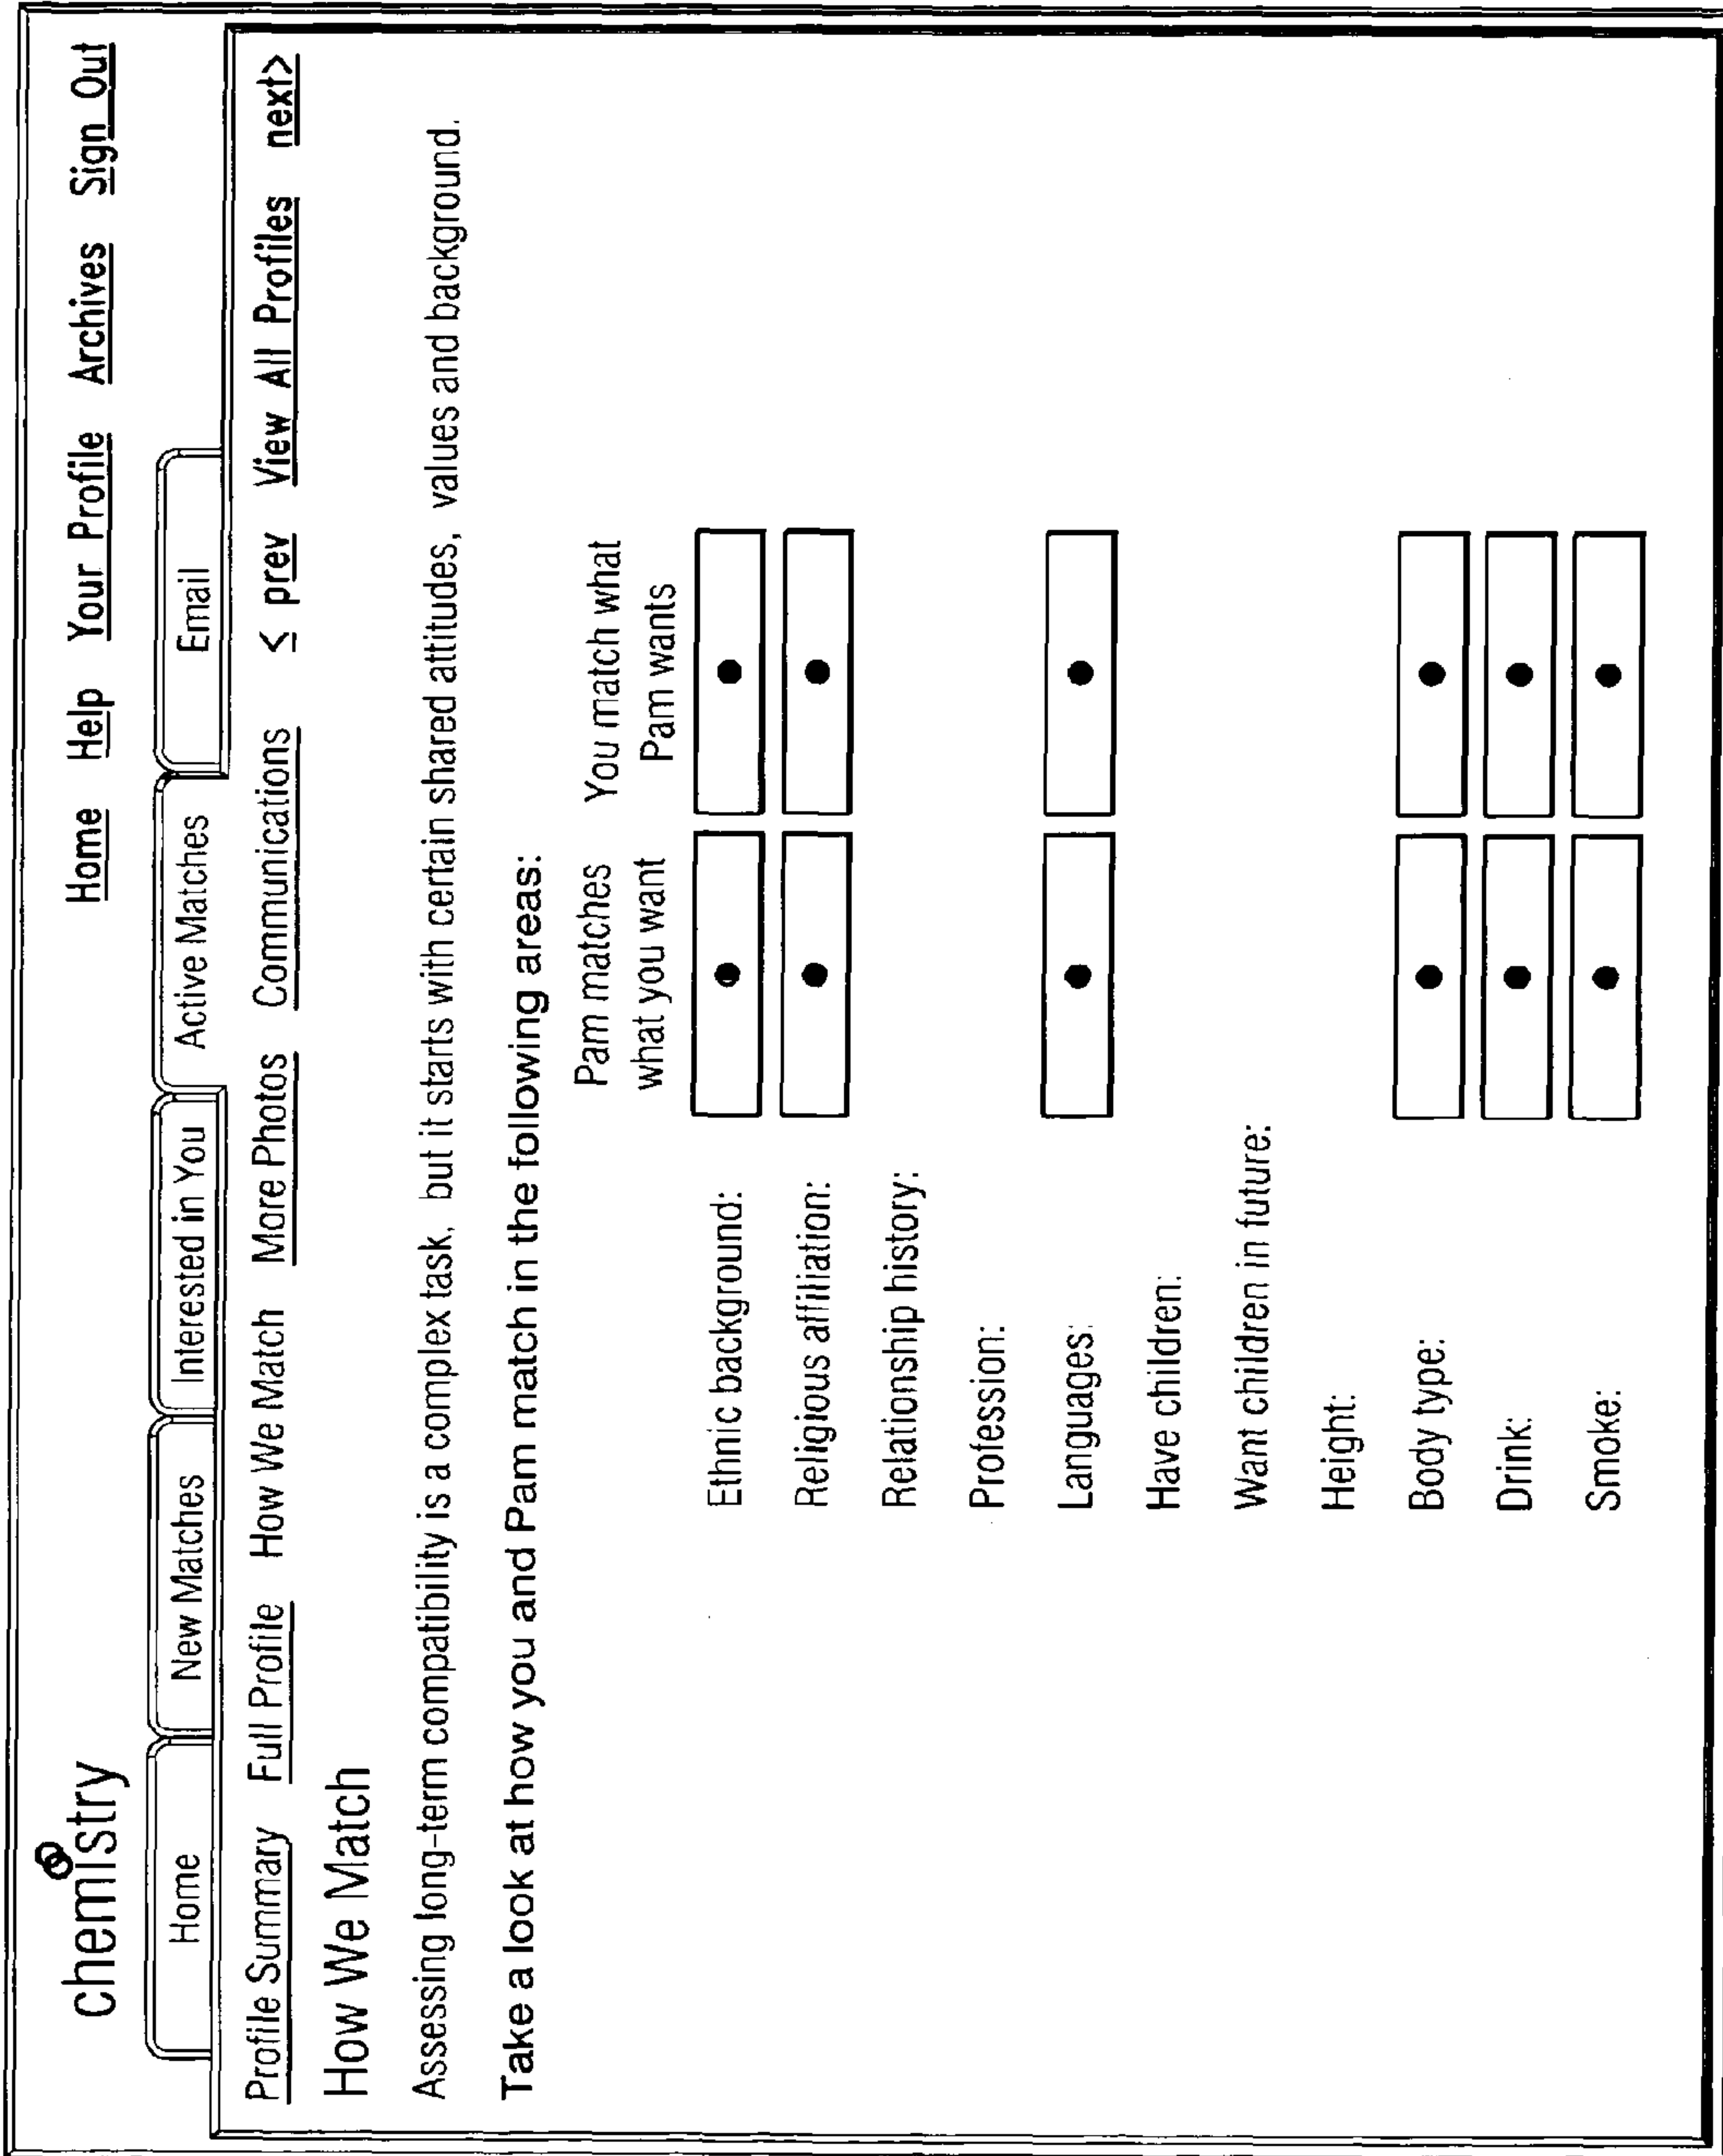 chemistry
Home Help Your Profile Archives Sign Out
Home New Matches Interested in You Active Matches Email
Profile Summary Full Profile How We Match More Photos Communications < prev View All Profiles next>
How We Match
Assessing long-term compatibility is a complex task, but it starts with certain shared attitudes, values and background.
Take a look at how you and Pam match in the following areas:
Pam matches You match what
what you want Pam wants
Ethnic background:
Religious affiliation:
Relationship history:
Profession:
Languages:
Have children:
Want children in future:
Height:
Body type:
Drink:
Smoke: